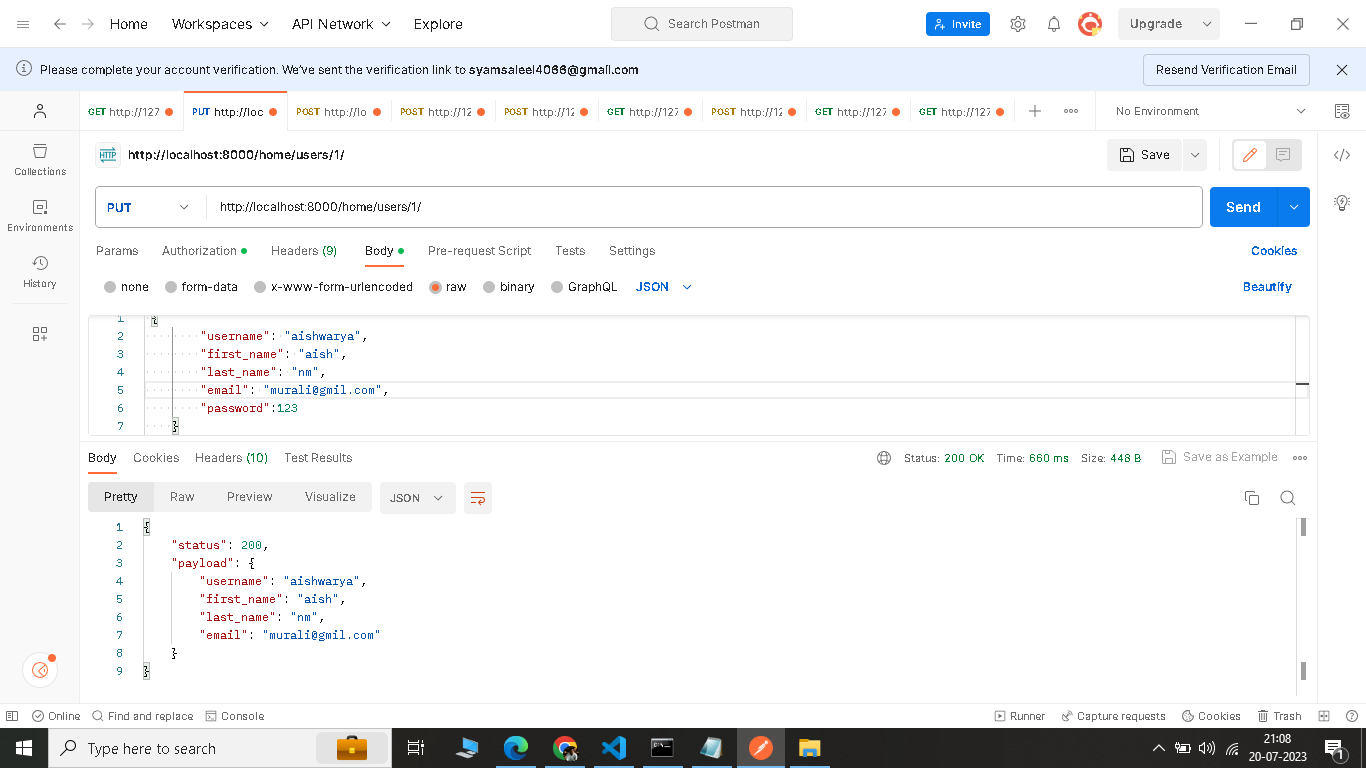 Home Workspaces API Network Explore Search Postman Invite Upgrade
Please complete your account verification. We've sent the verification link to syamsaleel4066@gmail.com Resend Verification Email
GET http://127 PUT http://loc POST http://lo POST http://12 POST http://12 GET http://127 POST http://12 GET http://127 GET http://127 No Environment
HTTP http://localhost:8000/home/users/1/ Save
PUT http://localhost:8000/home/users/1/ Send
Params Authorization Headers (9) Body Pre-request Script Tests Settings Cookies
none form-data x-www-form-urlencoded raw binary GraphQL JSON Beautify
1 {
2 "username": "aishwarya",
3 "first_name": "aish",
4 "last_name": "nm",
5 "email": "murali@gmil.com",
6 "password":123
7 }
Body Cookies Headers (10) Test Results Status: 200 OK Time: 660 ms Size: 448 B Save as Example
Pretty Raw Preview Visualize JSON
1 {
2 "status": 200,
3 "payload": {
4 "username": "aishwarya",
5 "first_name": "aish",
6 "last_name": "nm",
7 "email": "murali@gmil.com"
8 }
9 }
Collections
Environments
History
Online Find and replace Console Runner Capture requests Cookies Trash
Type here to search
21:08
20-07-2023
1